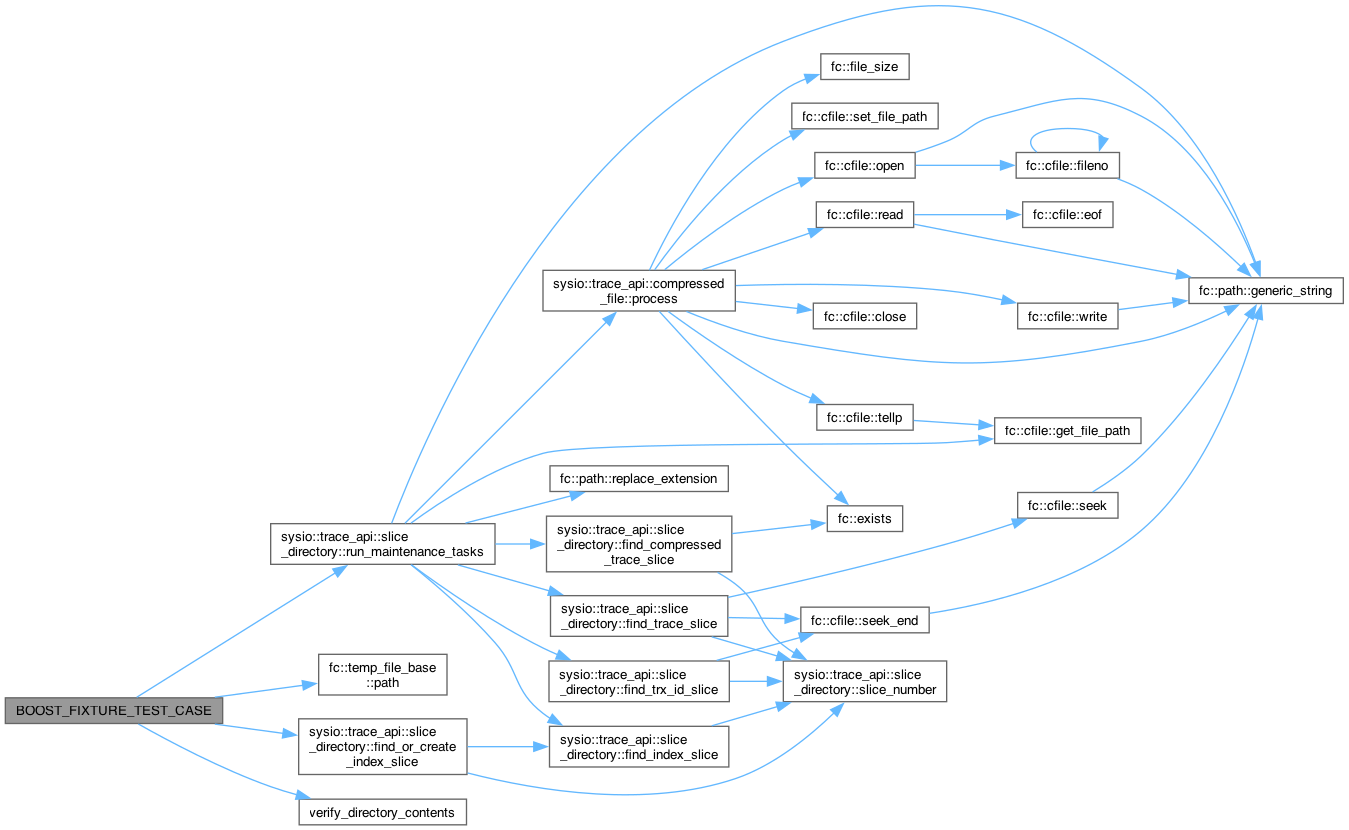 fc::file_size
fc::cfile::set_file_path
fc::cfile::open
fc::cfile::fileno
fc::cfile::read
fc::cfile::eof
sysio::trace_api::compressed
_file::process
fc::path::generic_string
fc::cfile::close
fc::cfile::write
fc::cfile::tellp
fc::cfile::get_file_path
fc::path::replace_extension
fc::cfile::seek
fc::exists
sysio::trace_api::slice
_directory::run_maintenance_tasks
sysio::trace_api::slice
_directory::find_compressed
_trace_slice
sysio::trace_api::slice
_directory::find_trace_slice
fc::cfile::seek_end
fc::temp_file_base
::path
sysio::trace_api::slice
_directory::find_trx_id_slice
sysio::trace_api::slice
_directory::slice_number
BOOST_FIXTURE_TEST_CASE
sysio::trace_api::slice
_directory::find_or_create
_index_slice
sysio::trace_api::slice
_directory::find_index_slice
verify_directory_contents